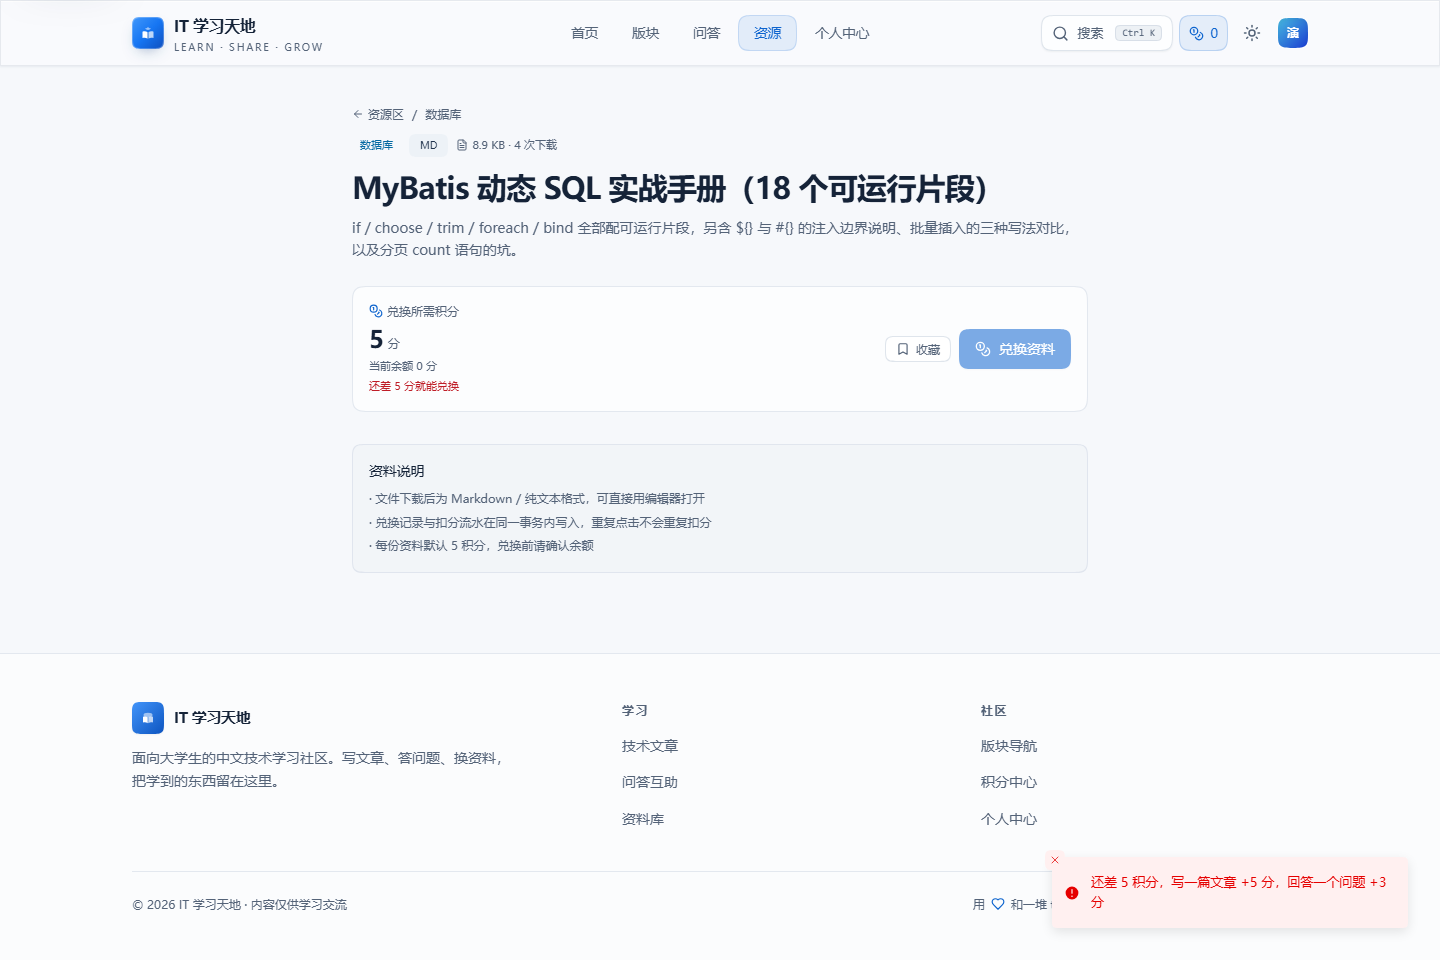 IT 学习天地
LEARN · SHARE · GROW
首页
版块
问答
资源
个人中心
搜索
Ctrl K
0
演
← 资源区 / 数据库
数据库
MD
8.9 KB · 4 次下载
MyBatis 动态 SQL 实战手册（18 个可运行片段）
if / choose / trim / foreach / bind 全部配可运行片段，另含 ${} 与 #{} 的注入边界说明、批量插入的三种写法对比，
以及分页 count 语句的坑。
兑换所需积分
5 分
当前余额 0 分
还差 5 分就能兑换
收藏
兑换资料
资料说明
· 文件下载后为 Markdown / 纯文本格式，可直接用编辑器打开
· 兑换记录与扣分流水在同一事务内写入，重复点击不会重复扣分
· 每份资料默认 5 积分，兑换前请确认余额
IT 学习天地
面向大学生的中文技术学习社区。写文章、答问题、换资料，
把学到的东西留在这里。
学习
技术文章
问答互助
资料库
社区
版块导航
积分中心
个人中心
© 2026 IT 学习天地 · 内容仅供学习交流
用 和一堆
还差 5 积分，写一篇文章 +5 分，回答一个问题 +3
分